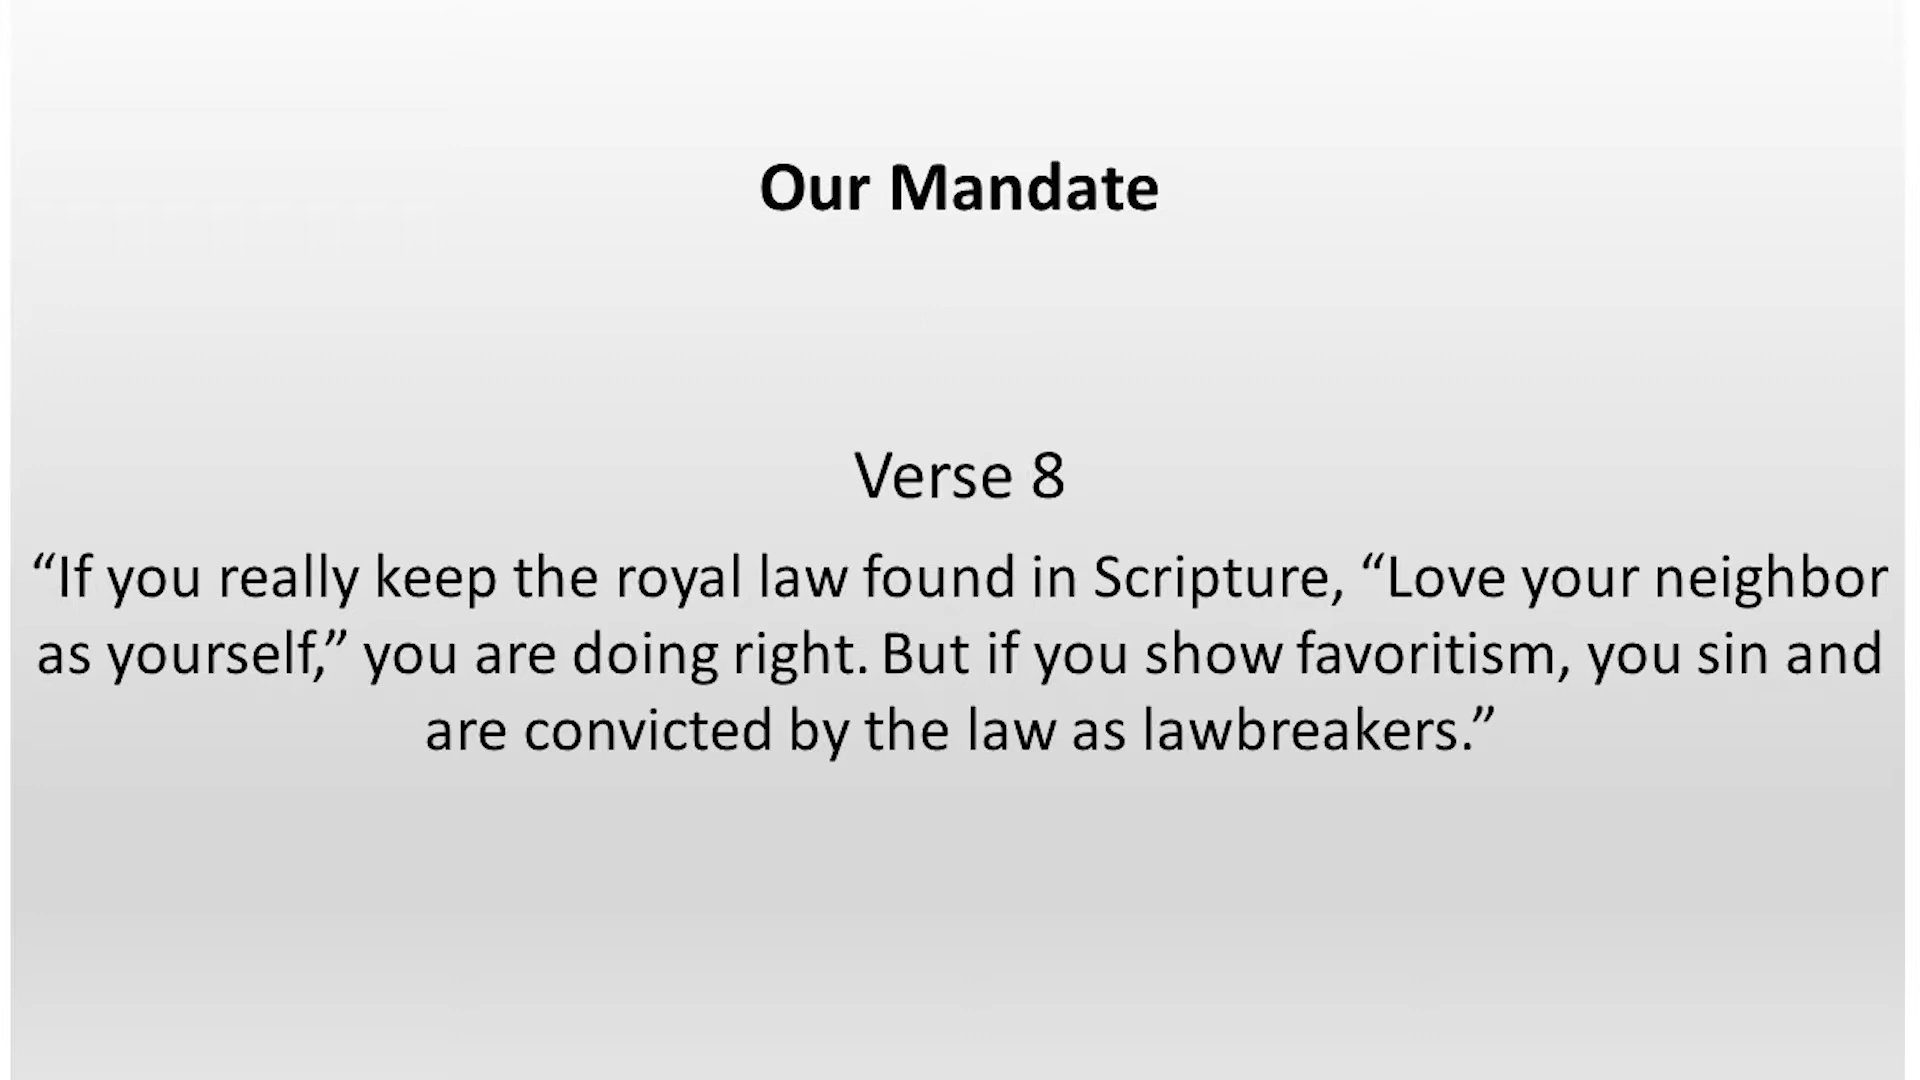 Our Mandate
Verse 8
“If you really keep the royal law found in Scripture, “Love your neighbor
as yourself,” you are doing right. But if you show favoritism, you sin and
are convicted by the law as lawbreakers.”